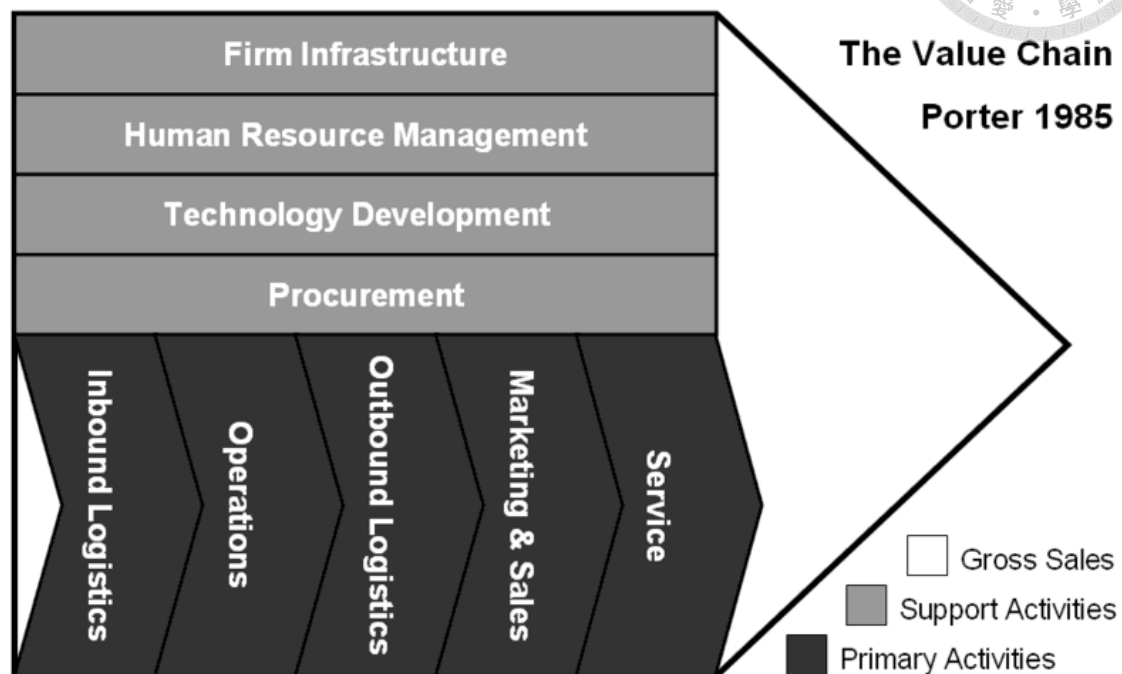 The Value Chain
Porter 1985
Firm Infrastructure
Human Resource Management
Technology Development
Procurement
Inbound Logistics
Operations
Outbound Logistics
Marketing & Sales
Service
Gross Sales
Support Activities
Primary Activities